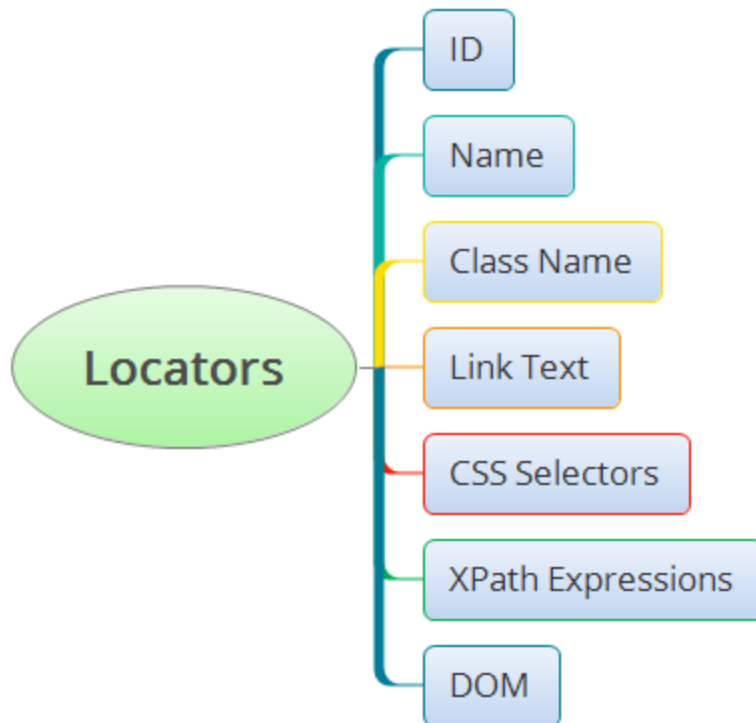 Locators
ID
Name
Class Name
Link Text
CSS Selectors
XPath Expressions
DOM